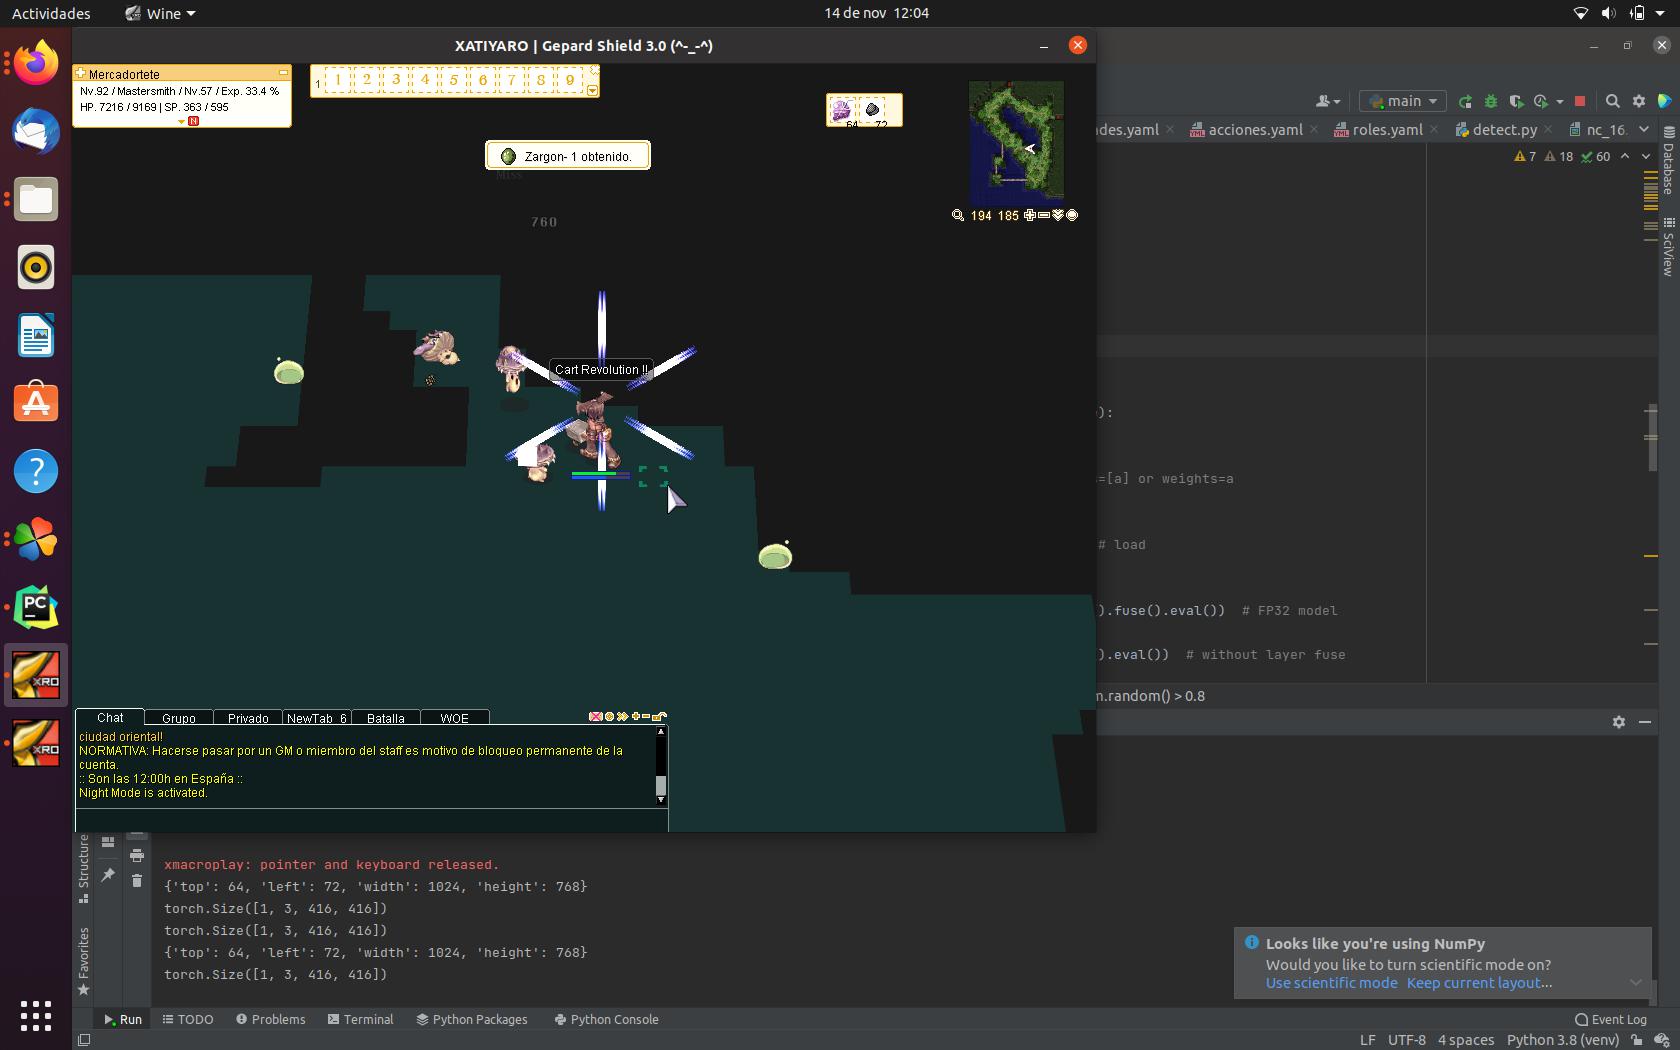 Actividades
Wine
14 de nov 12:04
XATIYARO | Gepard Shield 3.0 (^-_-^)
Mercadortete
Nv.92 / Mastersmith / Nv.57 / Exp. 33.4 %
HP. 7216 / 9169 | SP. 363 / 595
N
1
1 2 3 4 5 6 7 8 9
64 72
Zargon- 1 obtenido.
Miss
760
194 185
Cart Revolution !!
Chat Grupo Privado NewTab_6 Batalla WOE
ciudad oriental!
NORMATIVA: Hacerse pasar por un GM o miembro del staff es motivo de bloqueo permanente de la
cuenta.
:: Son las 12:00h en España ::
Night Mode is activated.
main
des.yaml acciones.yaml roles.yaml detect.py nc_16.
7 18 60
Database
SciView
):
=[a] or weights=a
# load
).fuse().eval()) # FP32 model
).eval()) # without layer fuse
m.random() > 0.8
PC
XRO
XRO
Structure
Favorites
xmacroplay: pointer and keyboard released.
{'top': 64, 'left': 72, 'width': 1024, 'height': 768}
torch.Size([1, 3, 416, 416])
torch.Size([1, 3, 416, 416])
{'top': 64, 'left': 72, 'width': 1024, 'height': 768}
torch.Size([1, 3, 416, 416])
Looks like you're using NumPy
Would you like to turn scientific mode on?
Use scientific mode Keep current layout...
Run TODO Problems Terminal Python Packages Python Console
Event Log
LF UTF-8 4 spaces Python 3.8 (venv)